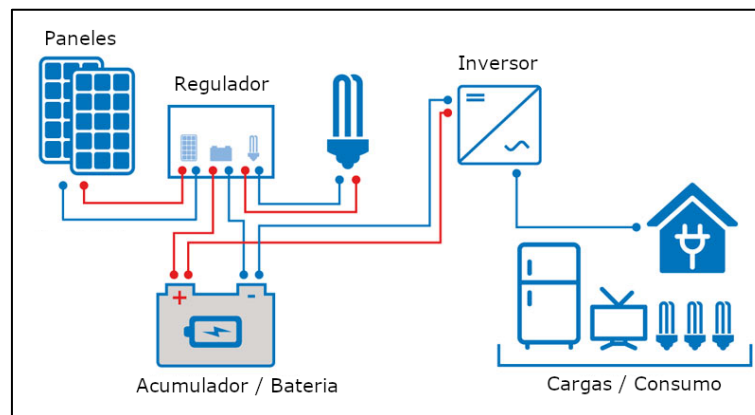 Paneles
Regulador
Inversor
+
-
Acumulador / Bateria
Cargas / Consumo